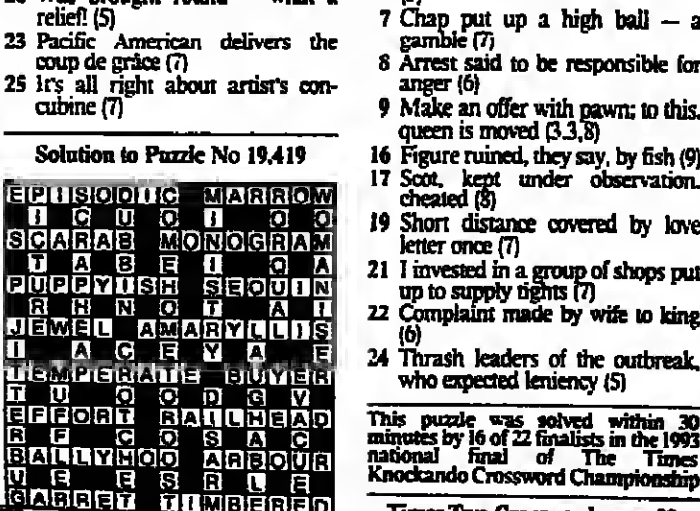 relief! (5)
23 Pacific American delivers the
coup de grâce (7)
25 It's all right about artist's con-
cubine (7)
Solution to Puzzle No 19,419
EPISODIC MARROW
I C U O I O O
SCARAB MONOGRAM
T A B E I Q A
PUPPYISH SEQUIN
R H N O T A I
JEWEL AMARYLLIS
I A C E Y A E
TEMPERATE BUYER
T U O O D G V
EFFORT RAILHEAD
R F C O S A C
BALLYHOO ARBOUR
U E E S R L E
GARRET TIMBERED
7 Chap put up a high ball — a
gamble (7)
8 Arrest said to be responsible for
anger (6)
9 Make an offer with pawn; to this,
queen is moved (3,3,8)
16 Figure ruined, they say, by fish (9)
17 Scot, kept under observation,
cheated (8)
19 Short distance covered by love
letter once (7)
21 I invested in a group of shops put
up to supply tights (7)
22 Complaint made by wife to king
(6)
24 Thrash leaders of the outbreak,
who expected leniency (5)
This puzzle was solved within 30
minutes by 16 of 22 finalists in the 1993
national final of The Times
Knockando Crossword Championship